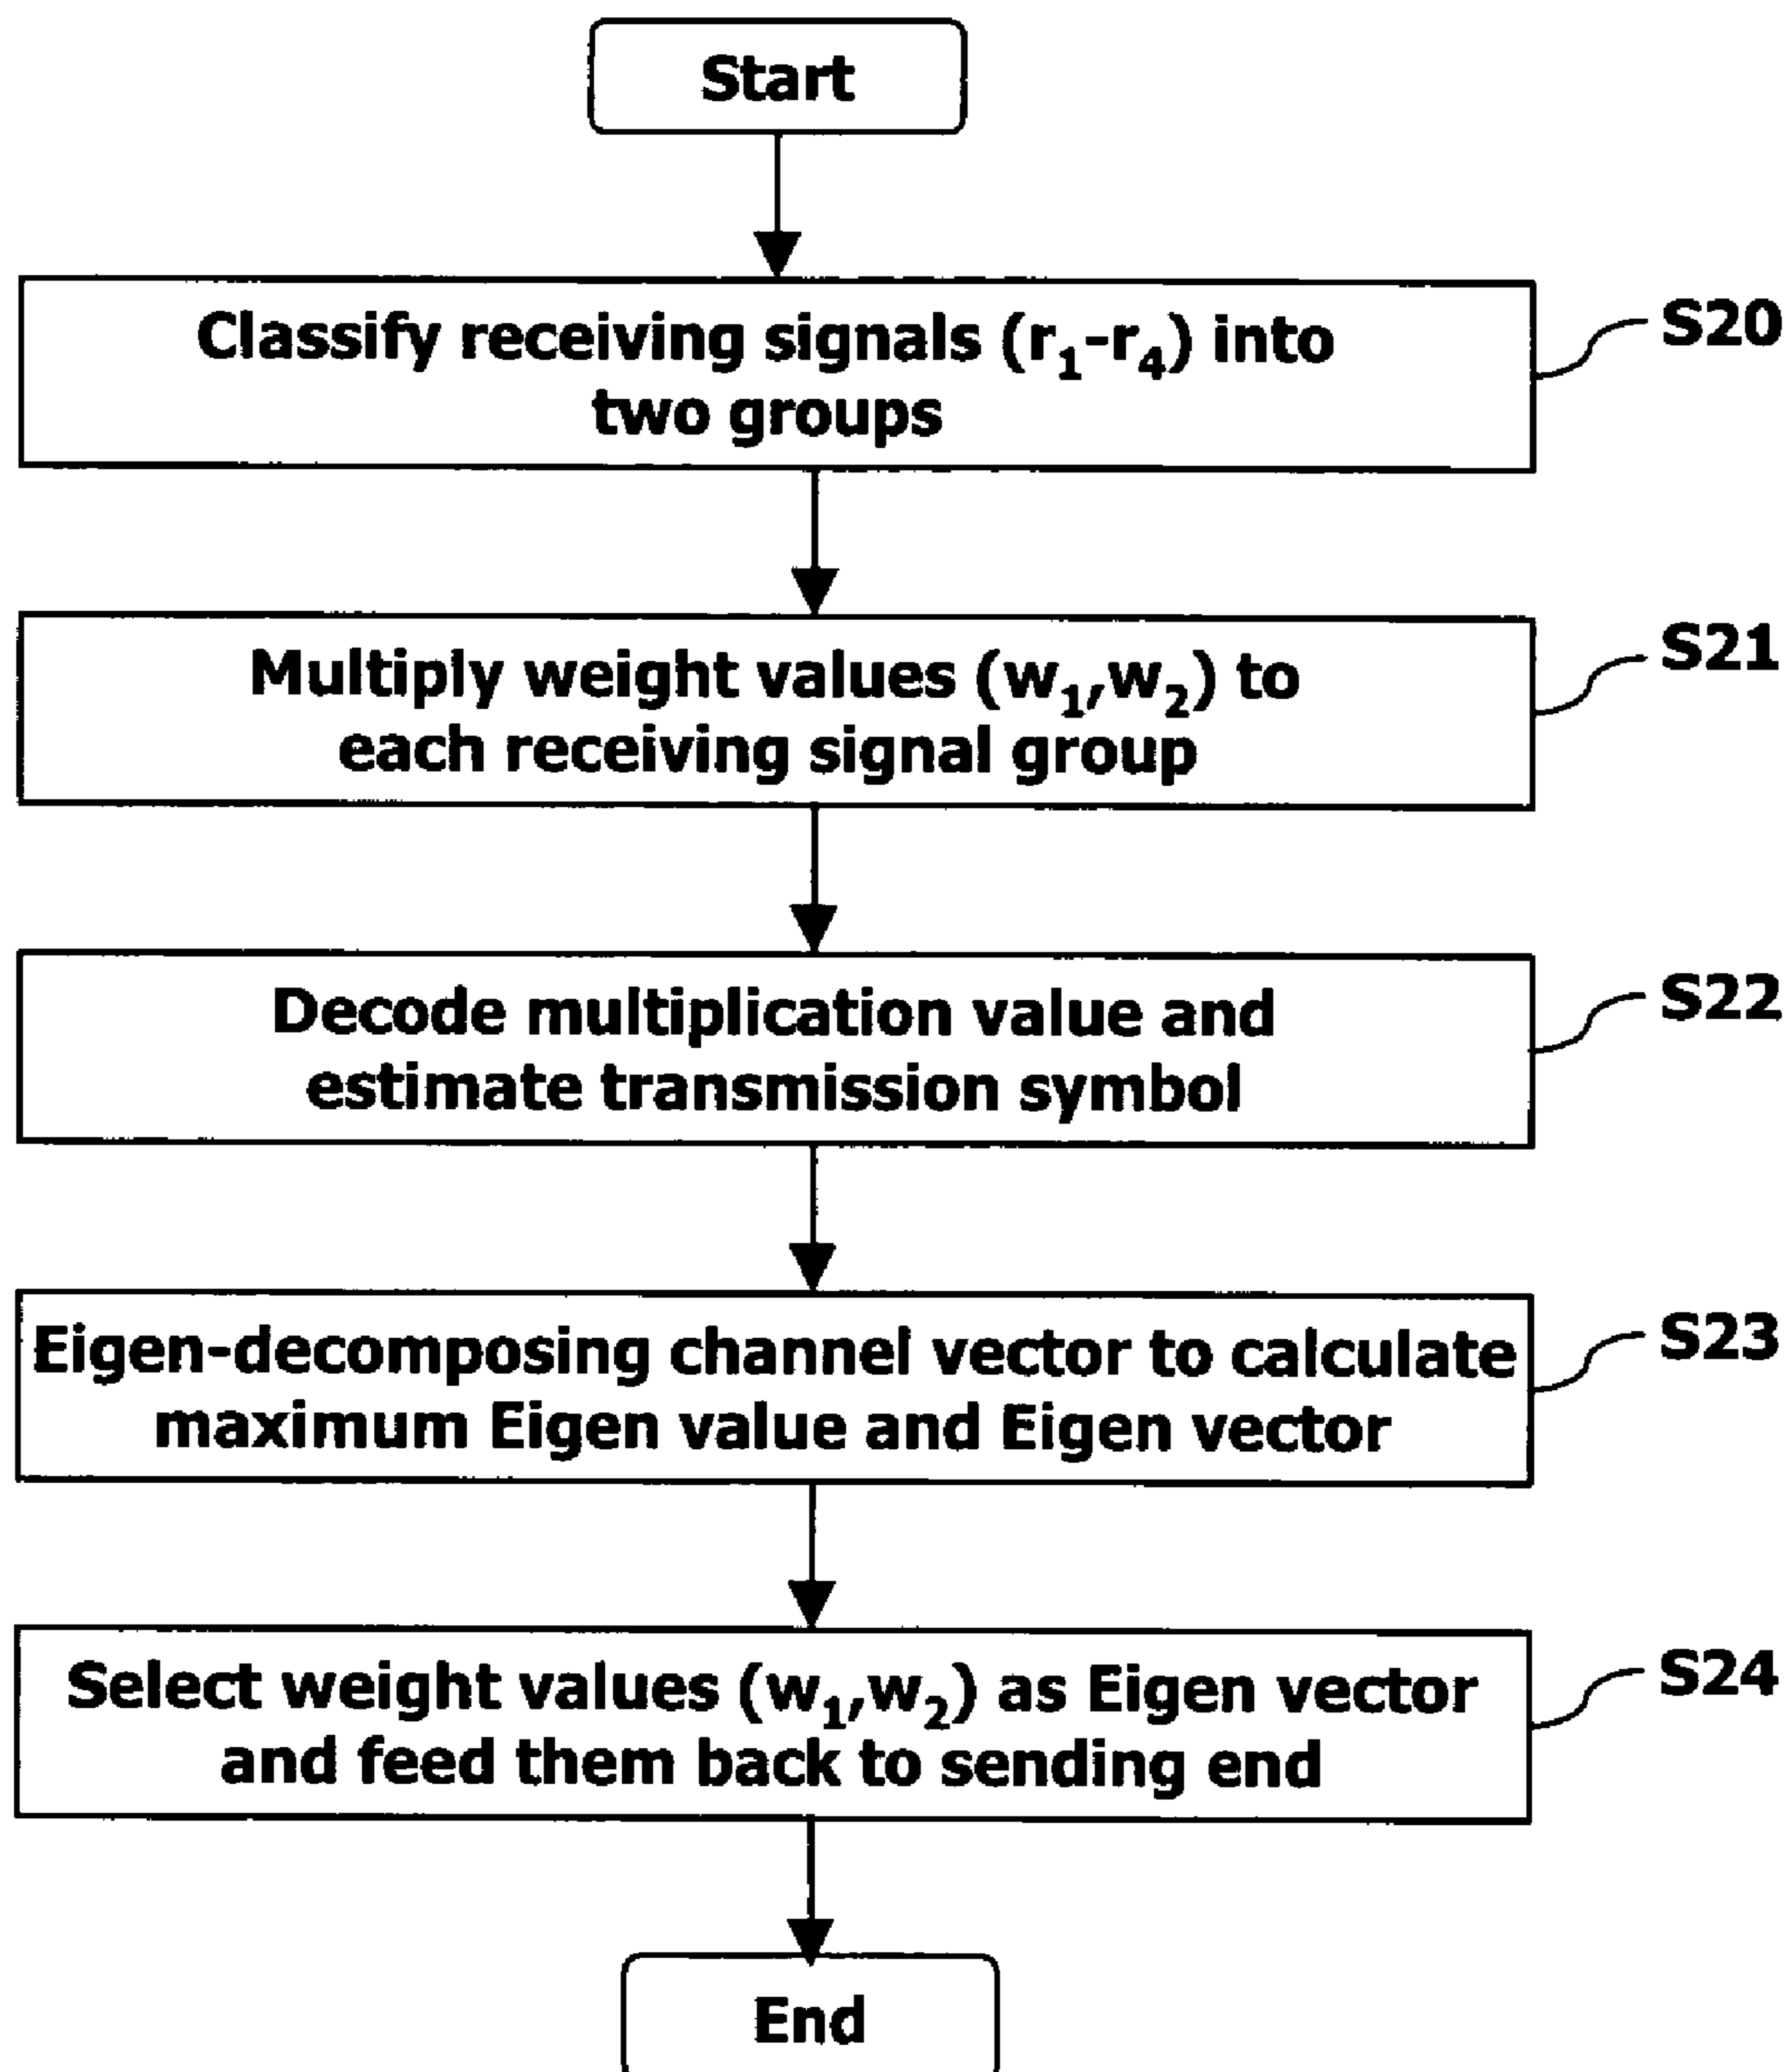 Start
Classify receiving signals (r₁-r₄) into
two groups
S20
Multiply weight values (w₁,w₂) to
each receiving signal group
S21
Decode multiplication value and
estimate transmission symbol
S22
Eigen-decomposing channel vector to calculate
maximum Eigen value and Eigen vector
S23
Select weight values (w₁,w₂) as Eigen vector
and feed them back to sending end
S24
End